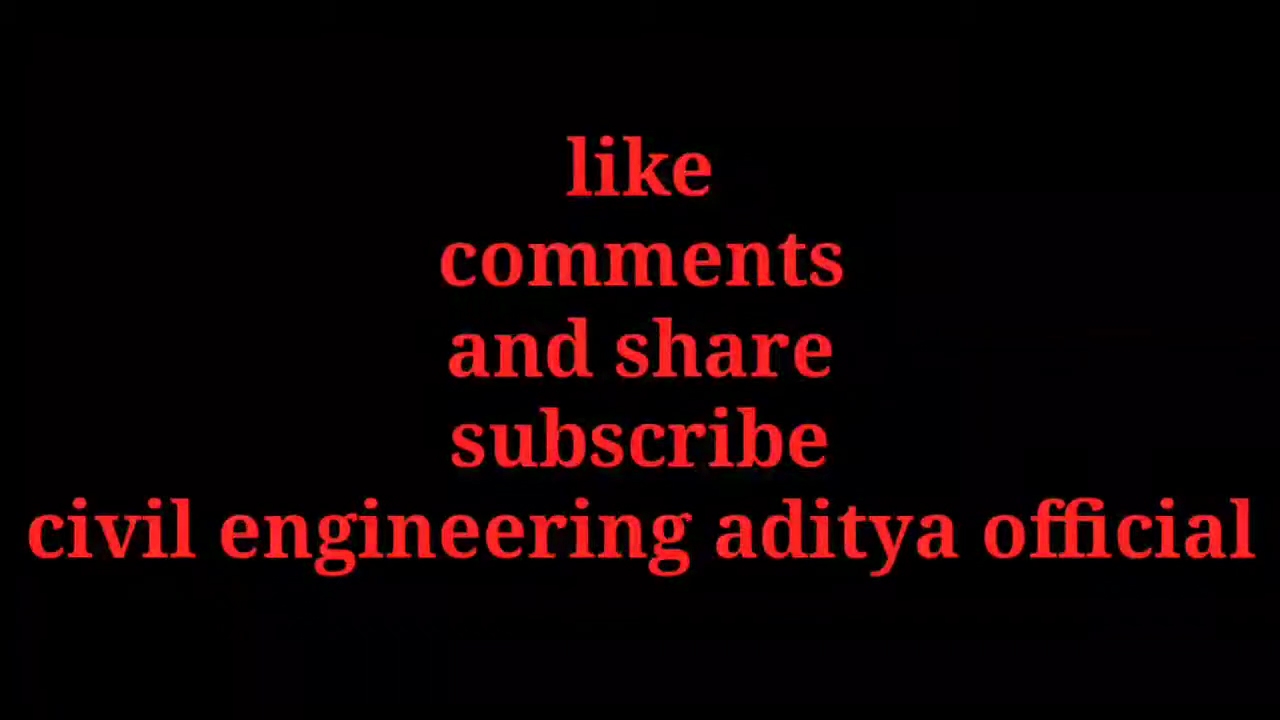 like
comments
and share
subscribe
civil engineering aditya official